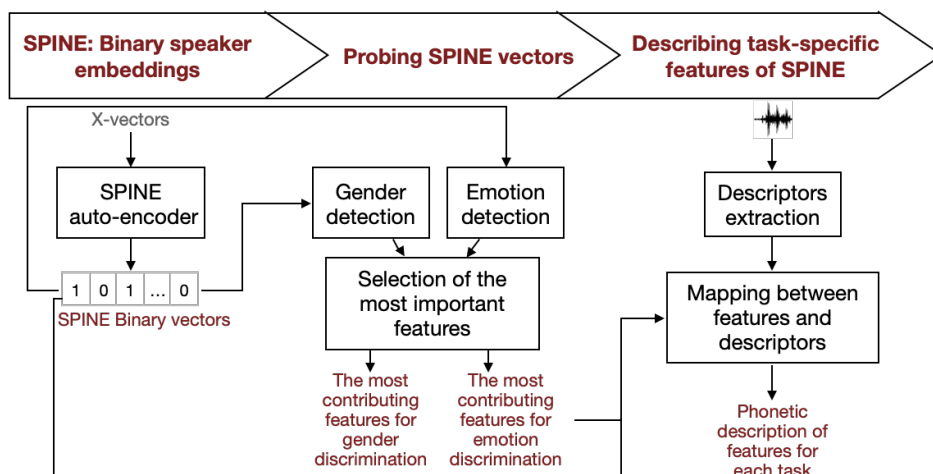 SPINE: Binary speaker
embeddings
Probing SPINE vectors
Describing task-specific
features of SPINE
X-vectors
SPINE
auto-encoder
1 0 1 ... 0
SPINE Binary vectors
Gender
detection
Emotion
detection
Selection of the
most important
features
The most
contributing
features for
gender
discrimination
The most
contributing
features for
emotion
discrimination
Descriptors
extraction
Mapping between
features and
descriptors
Phonetic
description of
features for
each task